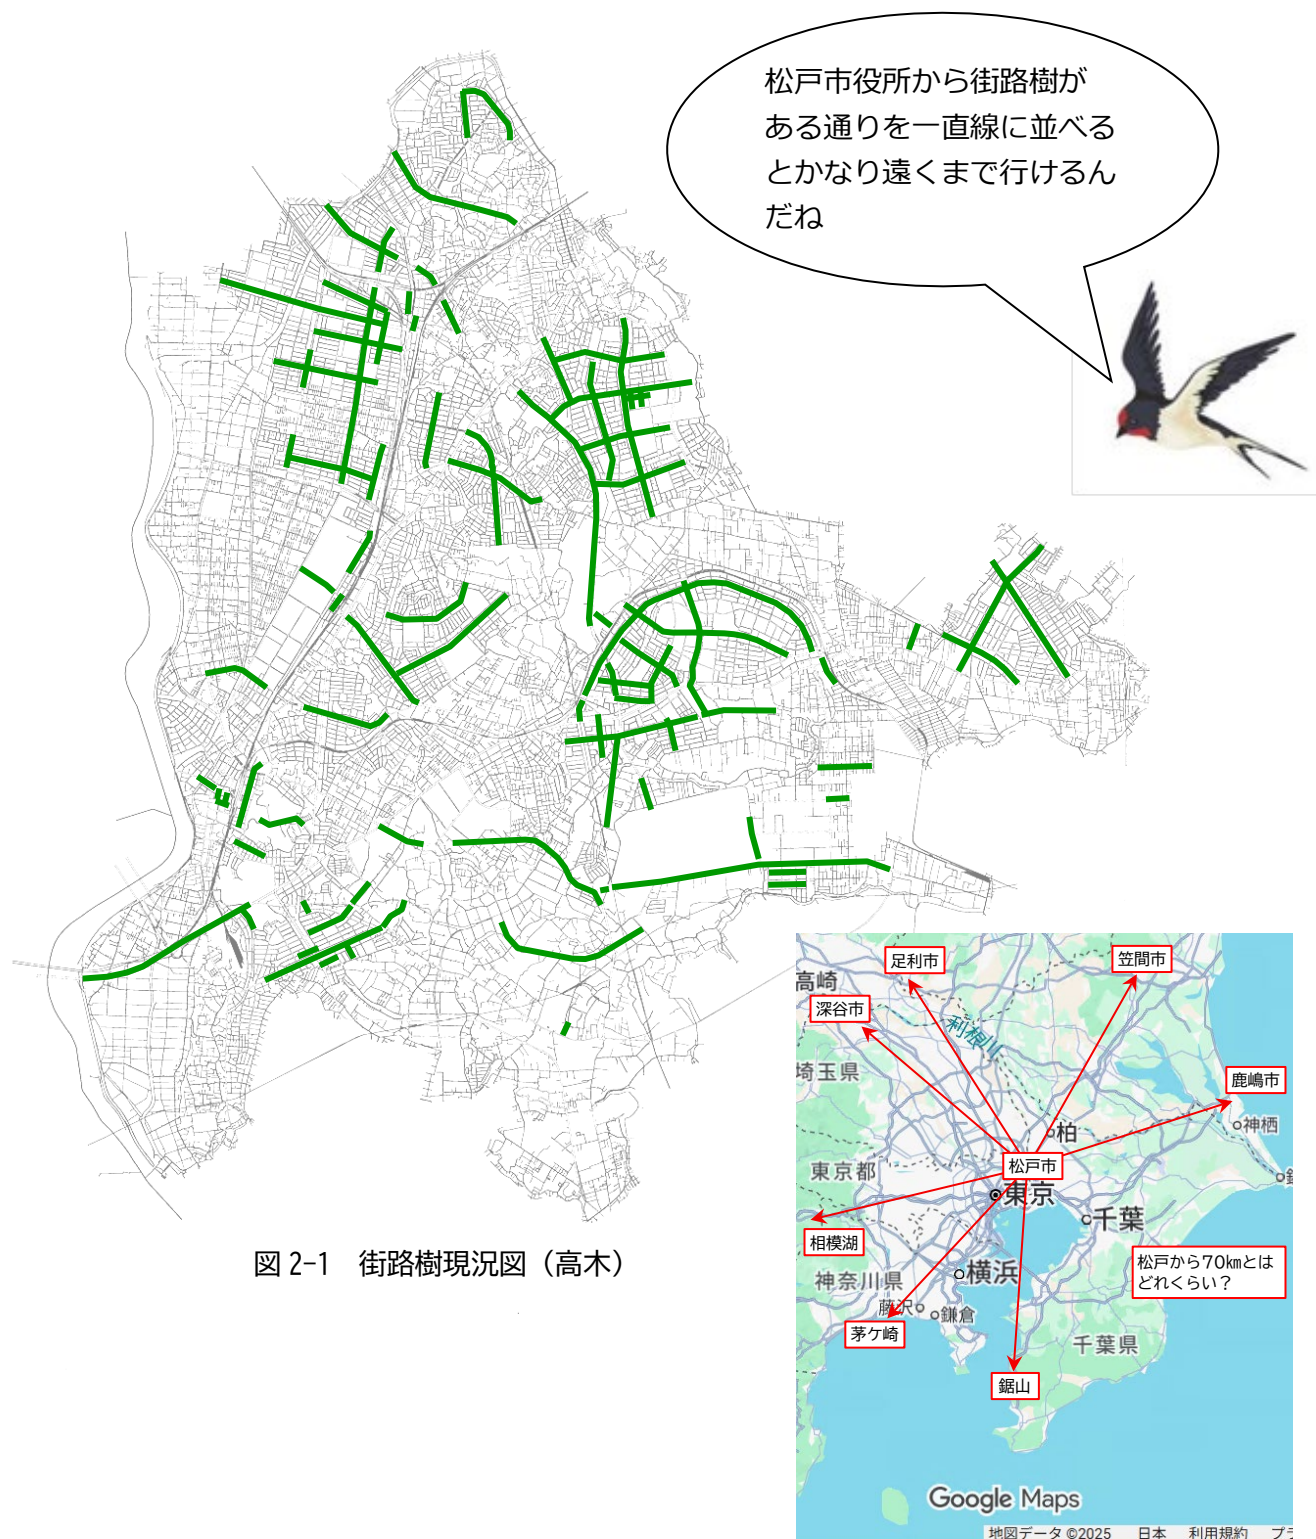 松戸市役所から街路樹が
ある通りを一直線に並べる
とかなり遠くまで行けるん
だね
図 2-1　街路樹現況図（高木）
足利市
笠間市
高崎
深谷市
利根川
埼玉県
鹿嶋市
神栖
柏
松戸市
東京都
東京
千葉
相模湖
松戸から70kmとは
どれくらい？
横浜
神奈川県
藤沢
鎌倉
茅ケ崎
千葉県
鋸山
Google Maps
地図データ ©2025　日本　利用規約　プラ